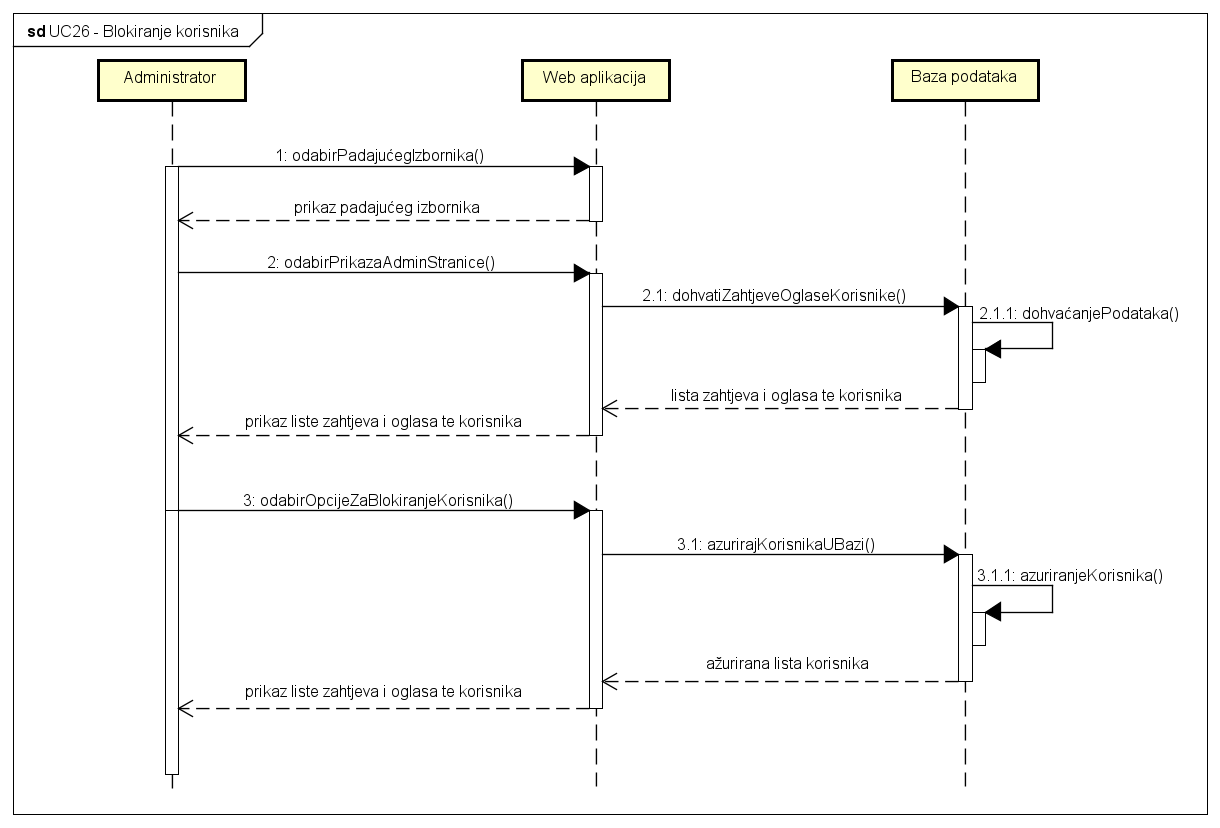 sd UC26 - Blokiranje korisnika
Administrator
Web aplikacija
Baza podataka
1: odabirPadajućegIzbornika()
prikaz padajućeg izbornika
2: odabirPrikazaAdminStranice()
2.1: dohvatiZahtjeveOglaseKorisnike()
2.1.1: dohvaćanjePodataka()
lista zahtjeva i oglasa te korisnika
prikaz liste zahtjeva i oglasa te korisnika
3: odabirOpcijeZaBlokiranjeKorisnika()
3.1: azurirajKorisnikaUBazi()
3.1.1: azuriranjeKorisnika()
ažurirana lista korisnika
prikaz liste zahtjeva i oglasa te korisnika